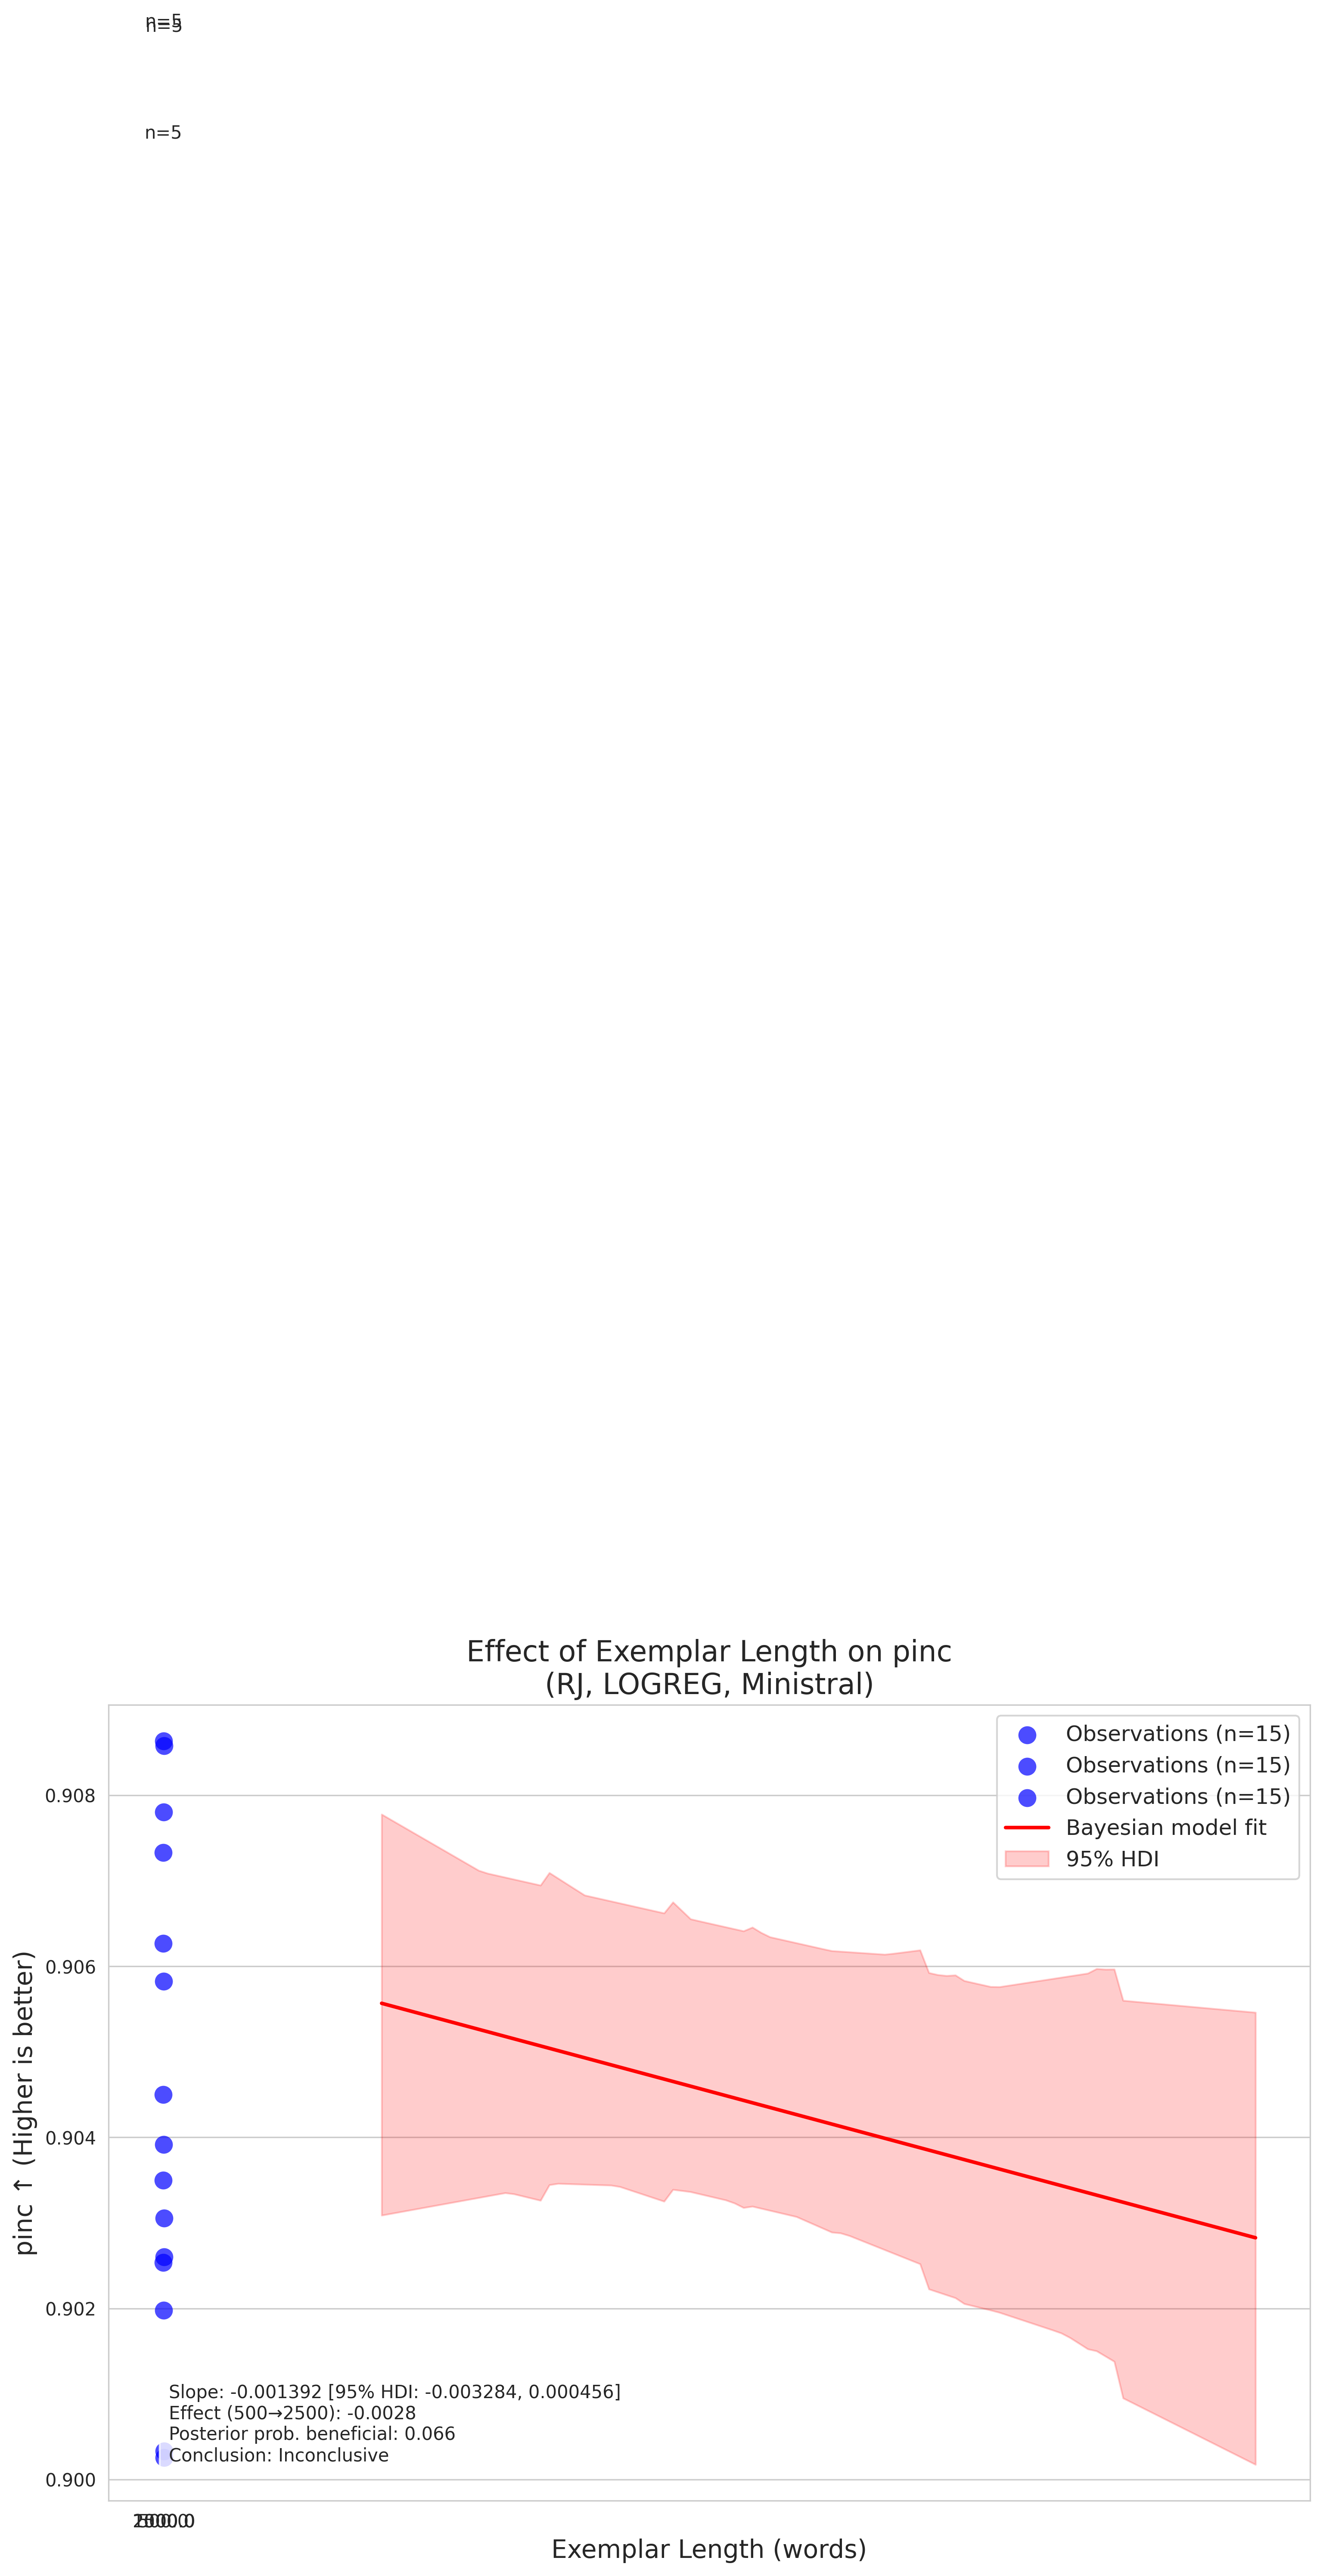 n=5
n=5
n=5
Effect of Exemplar Length on pinc
(RJ, LOGREG, Ministral)
Observations (n=15)
Observations (n=15)
Observations (n=15)
Bayesian model fit
95% HDI
pinc ↑ (Higher is better)
0.908
0.906
0.904
0.902
0.900
Slope: -0.001392 [95% HDI: -0.003284, 0.000456]
Effect (500→2500): -0.0028
Posterior prob. beneficial: 0.066
Conclusion: Inconclusive
Exemplar Length (words)